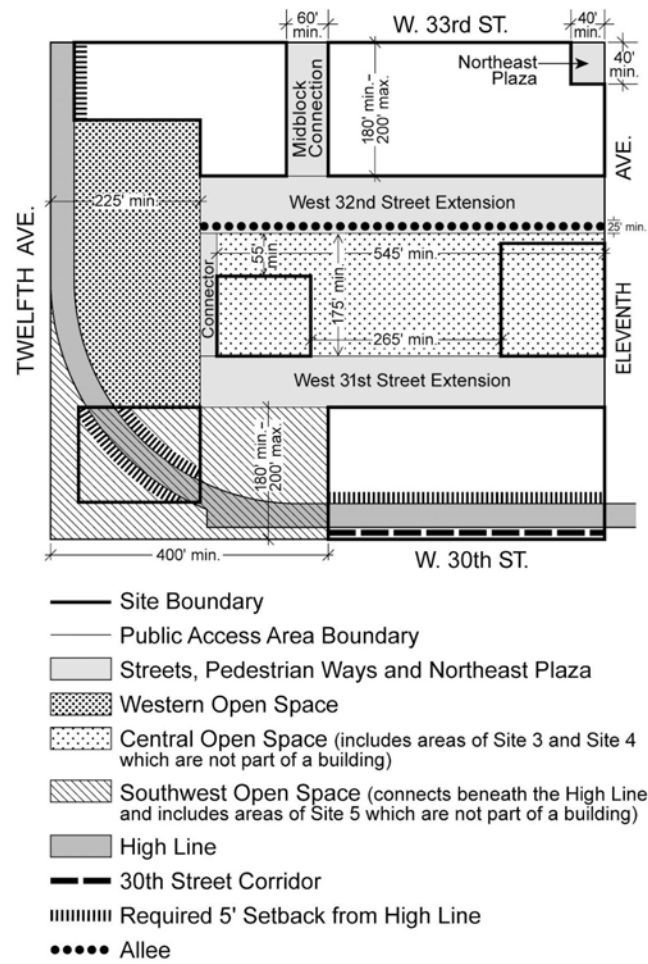 60'
min.
W. 33rd ST.
40'
min.
Northeast
Plaza
40'
min.
Midblock
Connection
180' min.-
200' max.
AVE.
225' min.
West 32nd Street Extension
25' min.
TWELFTH AVE.
Connector
55'
min
545' min.
175' min
265' min.
ELEVENTH
West 31st Street Extension
180' min.-
200' max.
400' min.
W. 30th ST.
Site Boundary
Public Access Area Boundary
Streets, Pedestrian Ways and Northeast Plaza
Western Open Space
Central Open Space (includes areas of Site 3 and Site 4
which are not part of a building)
Southwest Open Space (connects beneath the High Line
and includes areas of Site 5 which are not part of a building)
High Line
30th Street Corridor
Required 5' Setback from High Line
Allee